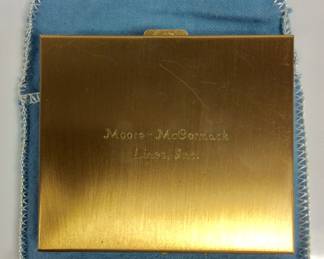 Moore-McCormack
Lines, Inc.